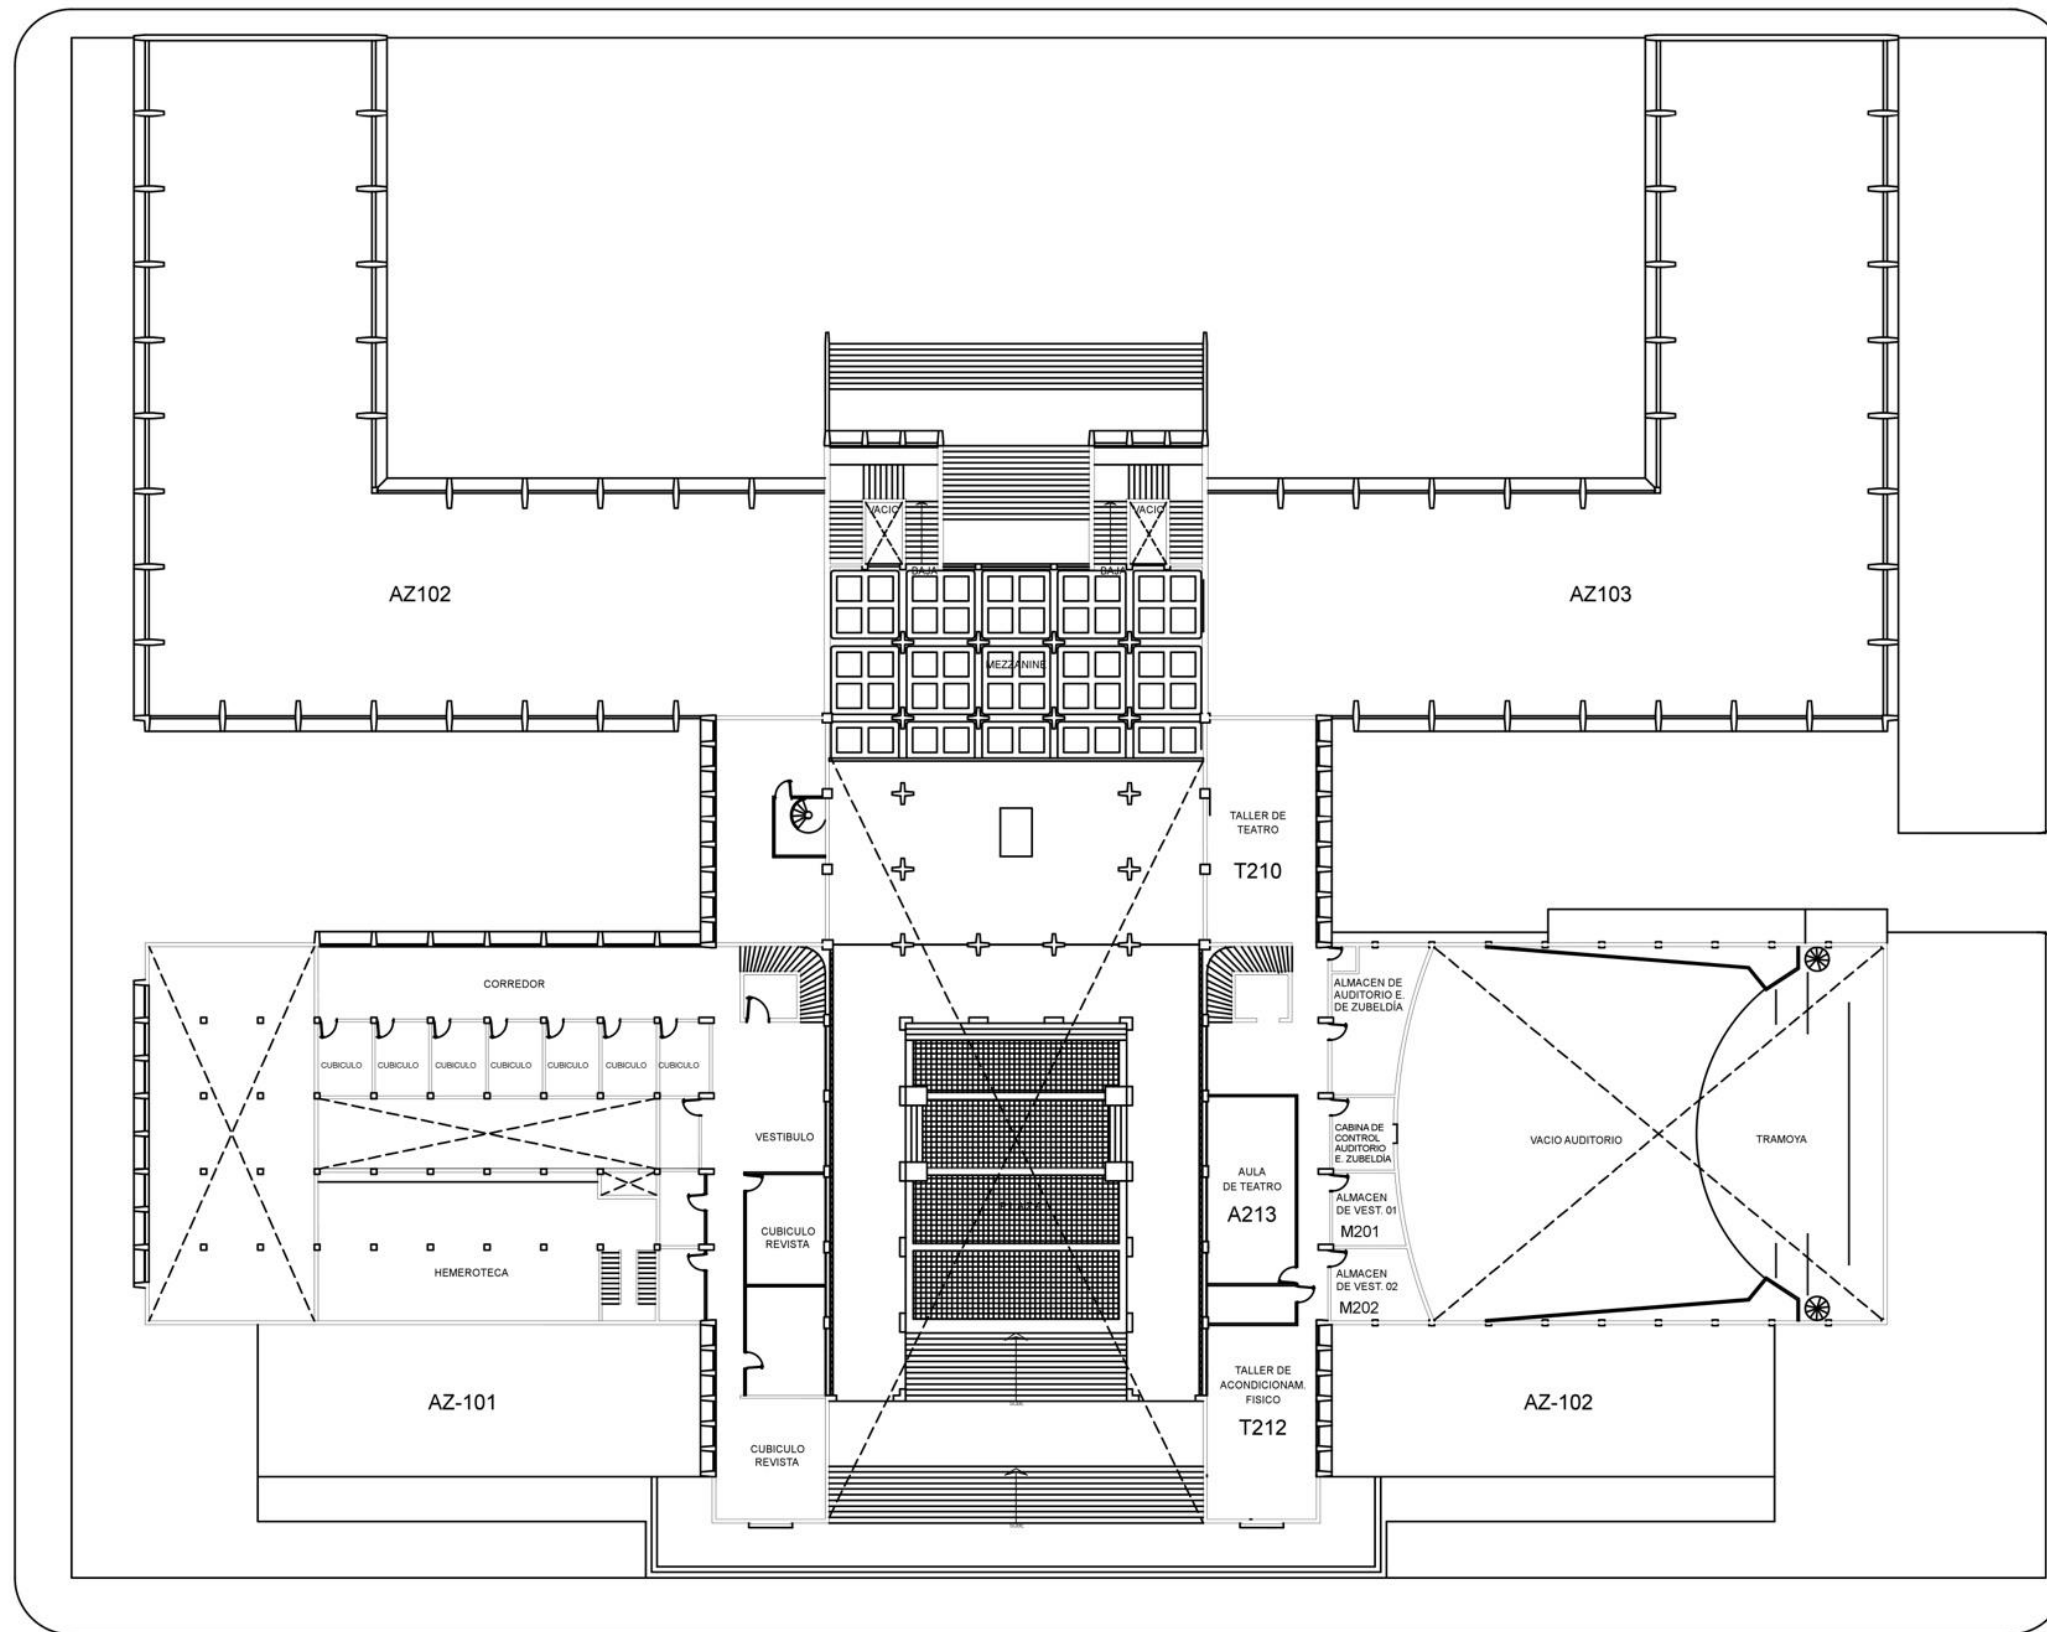 VACIO
VACIO
BAJA
BAJA
AZ102
AZ103
MEZZANINE
TALLER DE
TEATRO
T210
CORREDOR
ALMACEN DE
AUDITORIO E.
DE ZUBELDÍA
CUBICULO
CUBICULO
CUBICULO
CUBICULO
CUBICULO
CUBICULO
CUBICULO
VESTIBULO
CABINA DE
CONTROL
AUDITORIO
E. ZUBELDÍA
VACIO AUDITORIO
TRAMOYA
AULA
DE TEATRO
A213
ALMACEN
DE VEST. 01
M201
CUBICULO
REVISTA
HEMEROTECA
ALMACEN
DE VEST. 02
M202
AZ-101
TALLER DE
ACONDICIONAM.
FISICO
T212
AZ-102
CUBICULO
REVISTA